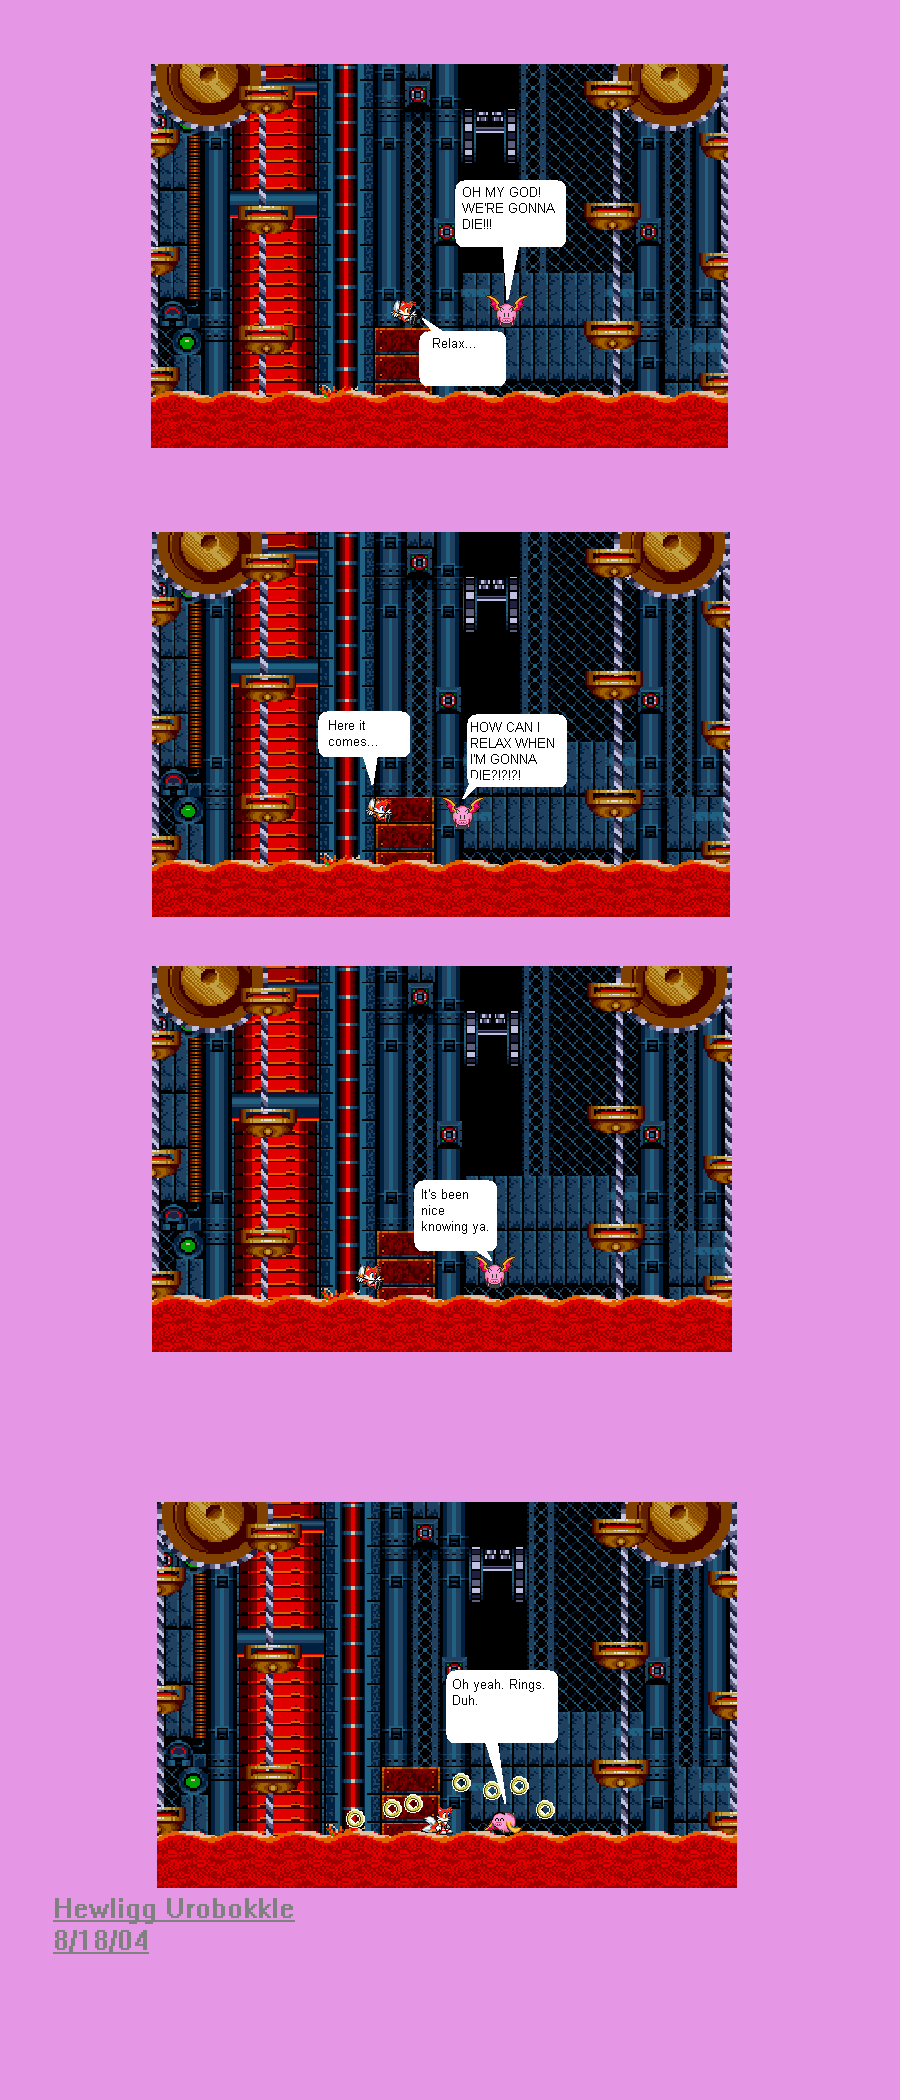 OH MY GOD!
WE'RE GONNA
DIE!!!
Relax...
Here it
comes...
HOW CAN I
RELAX WHEN
I'M GONNA
DIE?!?!?!
It's been
nice
knowing ya.
Oh yeah. Rings.
Duh.
Hewligg Urobokkle
8/18/04